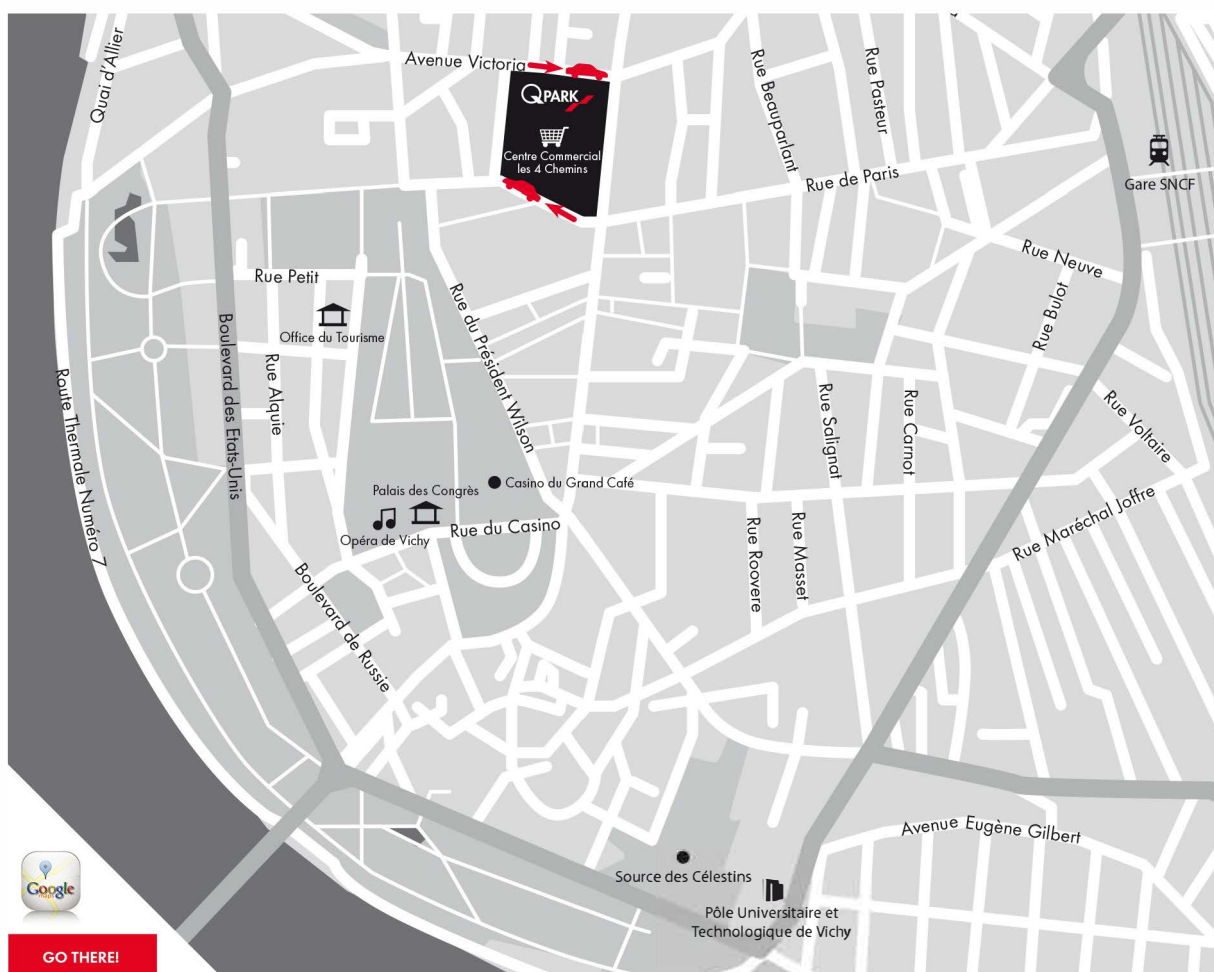 Quai d'Allier
Avenue Victoria
QPARK
Centre Commercial
les 4 Chemins
Rue Beauparlant
Rue Pasteur
Rue de Paris
Gare SNCF
Rue Neuve
Rue Bulot
Rue Petit
Office du Tourisme
Rue du Président Wilson
Boulevard des Etats-Unis
Rue Alquie
Route Thermale Numéro 7
Rue Salignat
Rue Carnot
Rue Voltaire
Casino du Grand Café
Palais des Congrès
Opéra de Vichy
Rue du Casino
Rue Roovere
Rue Masset
Rue Maréchal Joffre
Boulevard de Russie
Avenue Eugène Gilbert
Source des Célestins
Pôle Universitaire et
Technologique de Vichy
Google
maps
GO THERE!